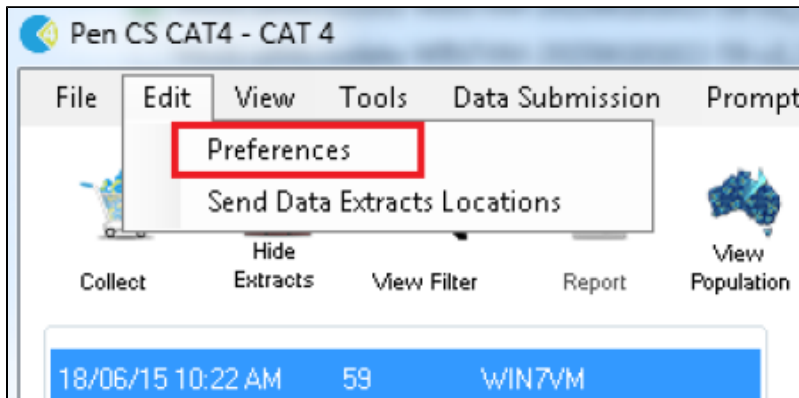 Pen CS CAT4 - CAT 4
File Edit View Tools Data Submission Prompt
Preferences
Send Data Extracts Locations
Collect
Hide Extracts
View Filter
Report
View Population
18/06/15 10:22 AM 59 WIN7VM